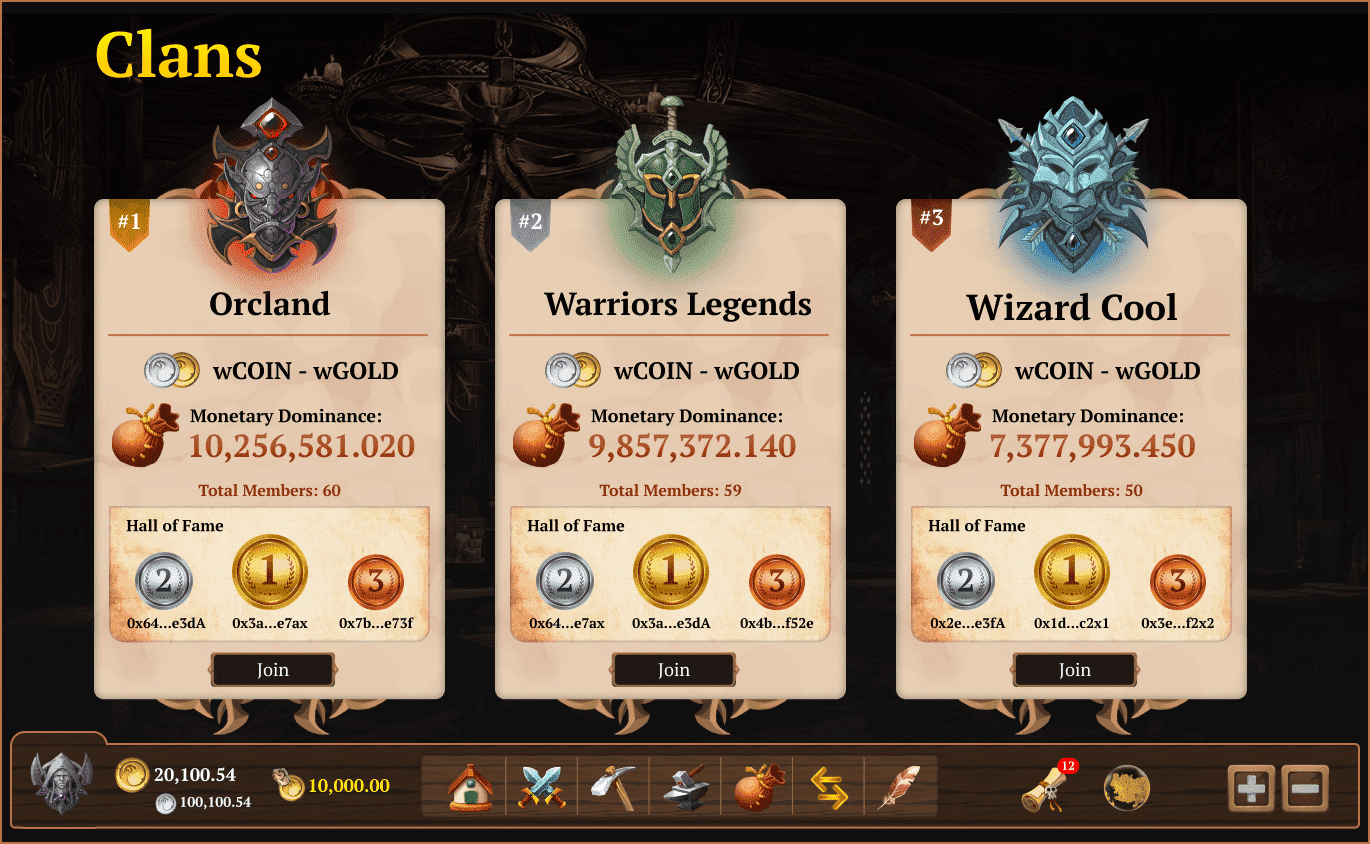 Clans
#1
Orcland
wCOIN - wGOLD
Monetary Dominance:
10,256,581.020
Total Members: 60
Hall of Fame
2
1
3
0x64...e3dA
0x3a...e7ax
0x7b...e73f
Join
#2
Warriors Legends
wCOIN - wGOLD
Monetary Dominance:
9,857,372.140
Total Members: 59
Hall of Fame
2
1
3
0x64...e7ax
0x3a...e3dA
0x4b...f52e
Join
#3
Wizard Cool
wCOIN - wGOLD
Monetary Dominance:
7,377,993.450
Total Members: 50
Hall of Fame
2
1
3
0x2e...e3fA
0x1d...c2x1
0x3e...f2x2
Join
20,100.54
100,100.54
10,000.00
12